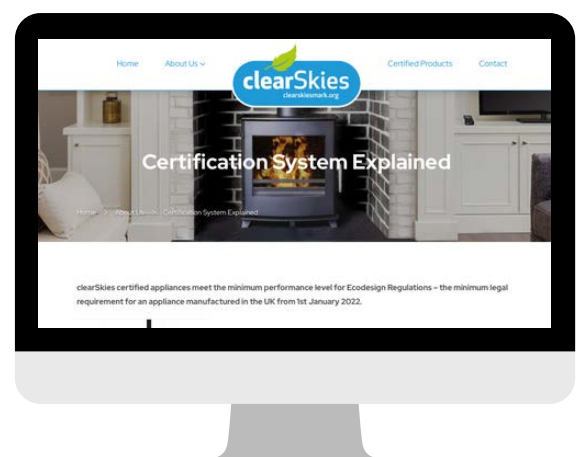 Home
About Us
clearSkies
clearskiesmark.org
Certified Products
Contact
Certification System Explained
Home > About Us > Certification System Explained
clearSkies certified appliances meet the minimum performance level for Ecodesign Regulations – the minimum legal
requirement for an appliance manufactured in the UK from 1st January 2022.